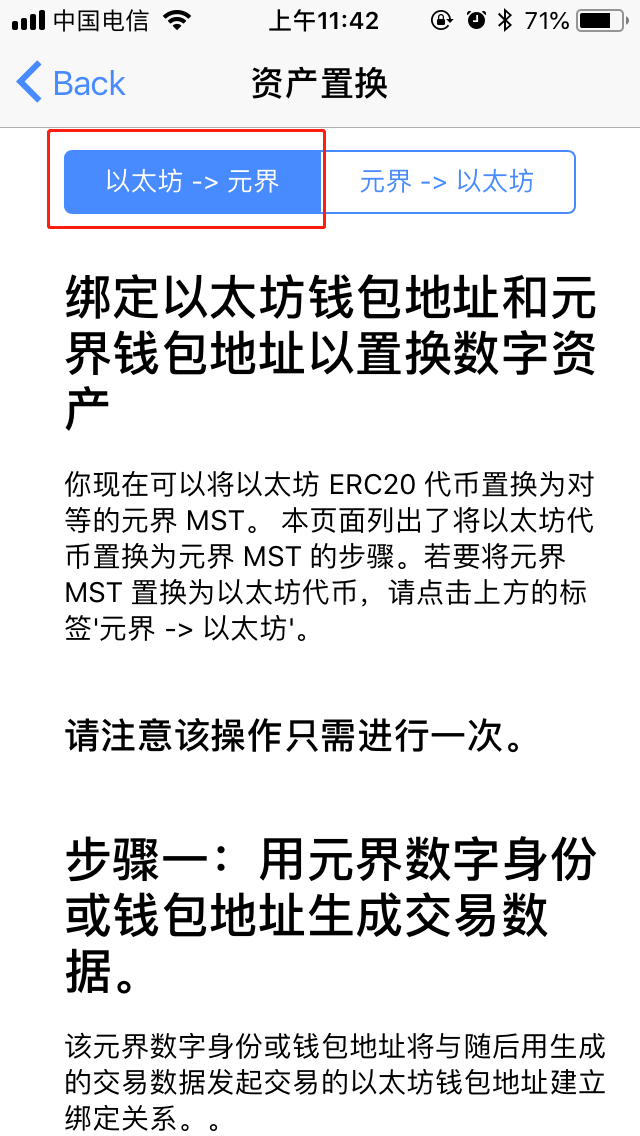 中国电信 上午11:42 71%
Back 资产置换
以太坊 -> 元界 元界 -> 以太坊
绑定以太坊钱包地址和元
界钱包地址以置换数字资
产
你现在可以将以太坊 ERC20 代币置换为对
等的元界 MST。 本页面列出了将以太坊代
币置换为元界 MST 的步骤。若要将元界
MST 置换为以太坊代币，请点击上方的标
签'元界 -> 以太坊'。
请注意该操作只需进行一次。
步骤一：用元界数字身份
或钱包地址生成交易数
据。
该元界数字身份或钱包地址将与随后用生成
的交易数据发起交易的以太坊钱包地址建立
绑定关系。。